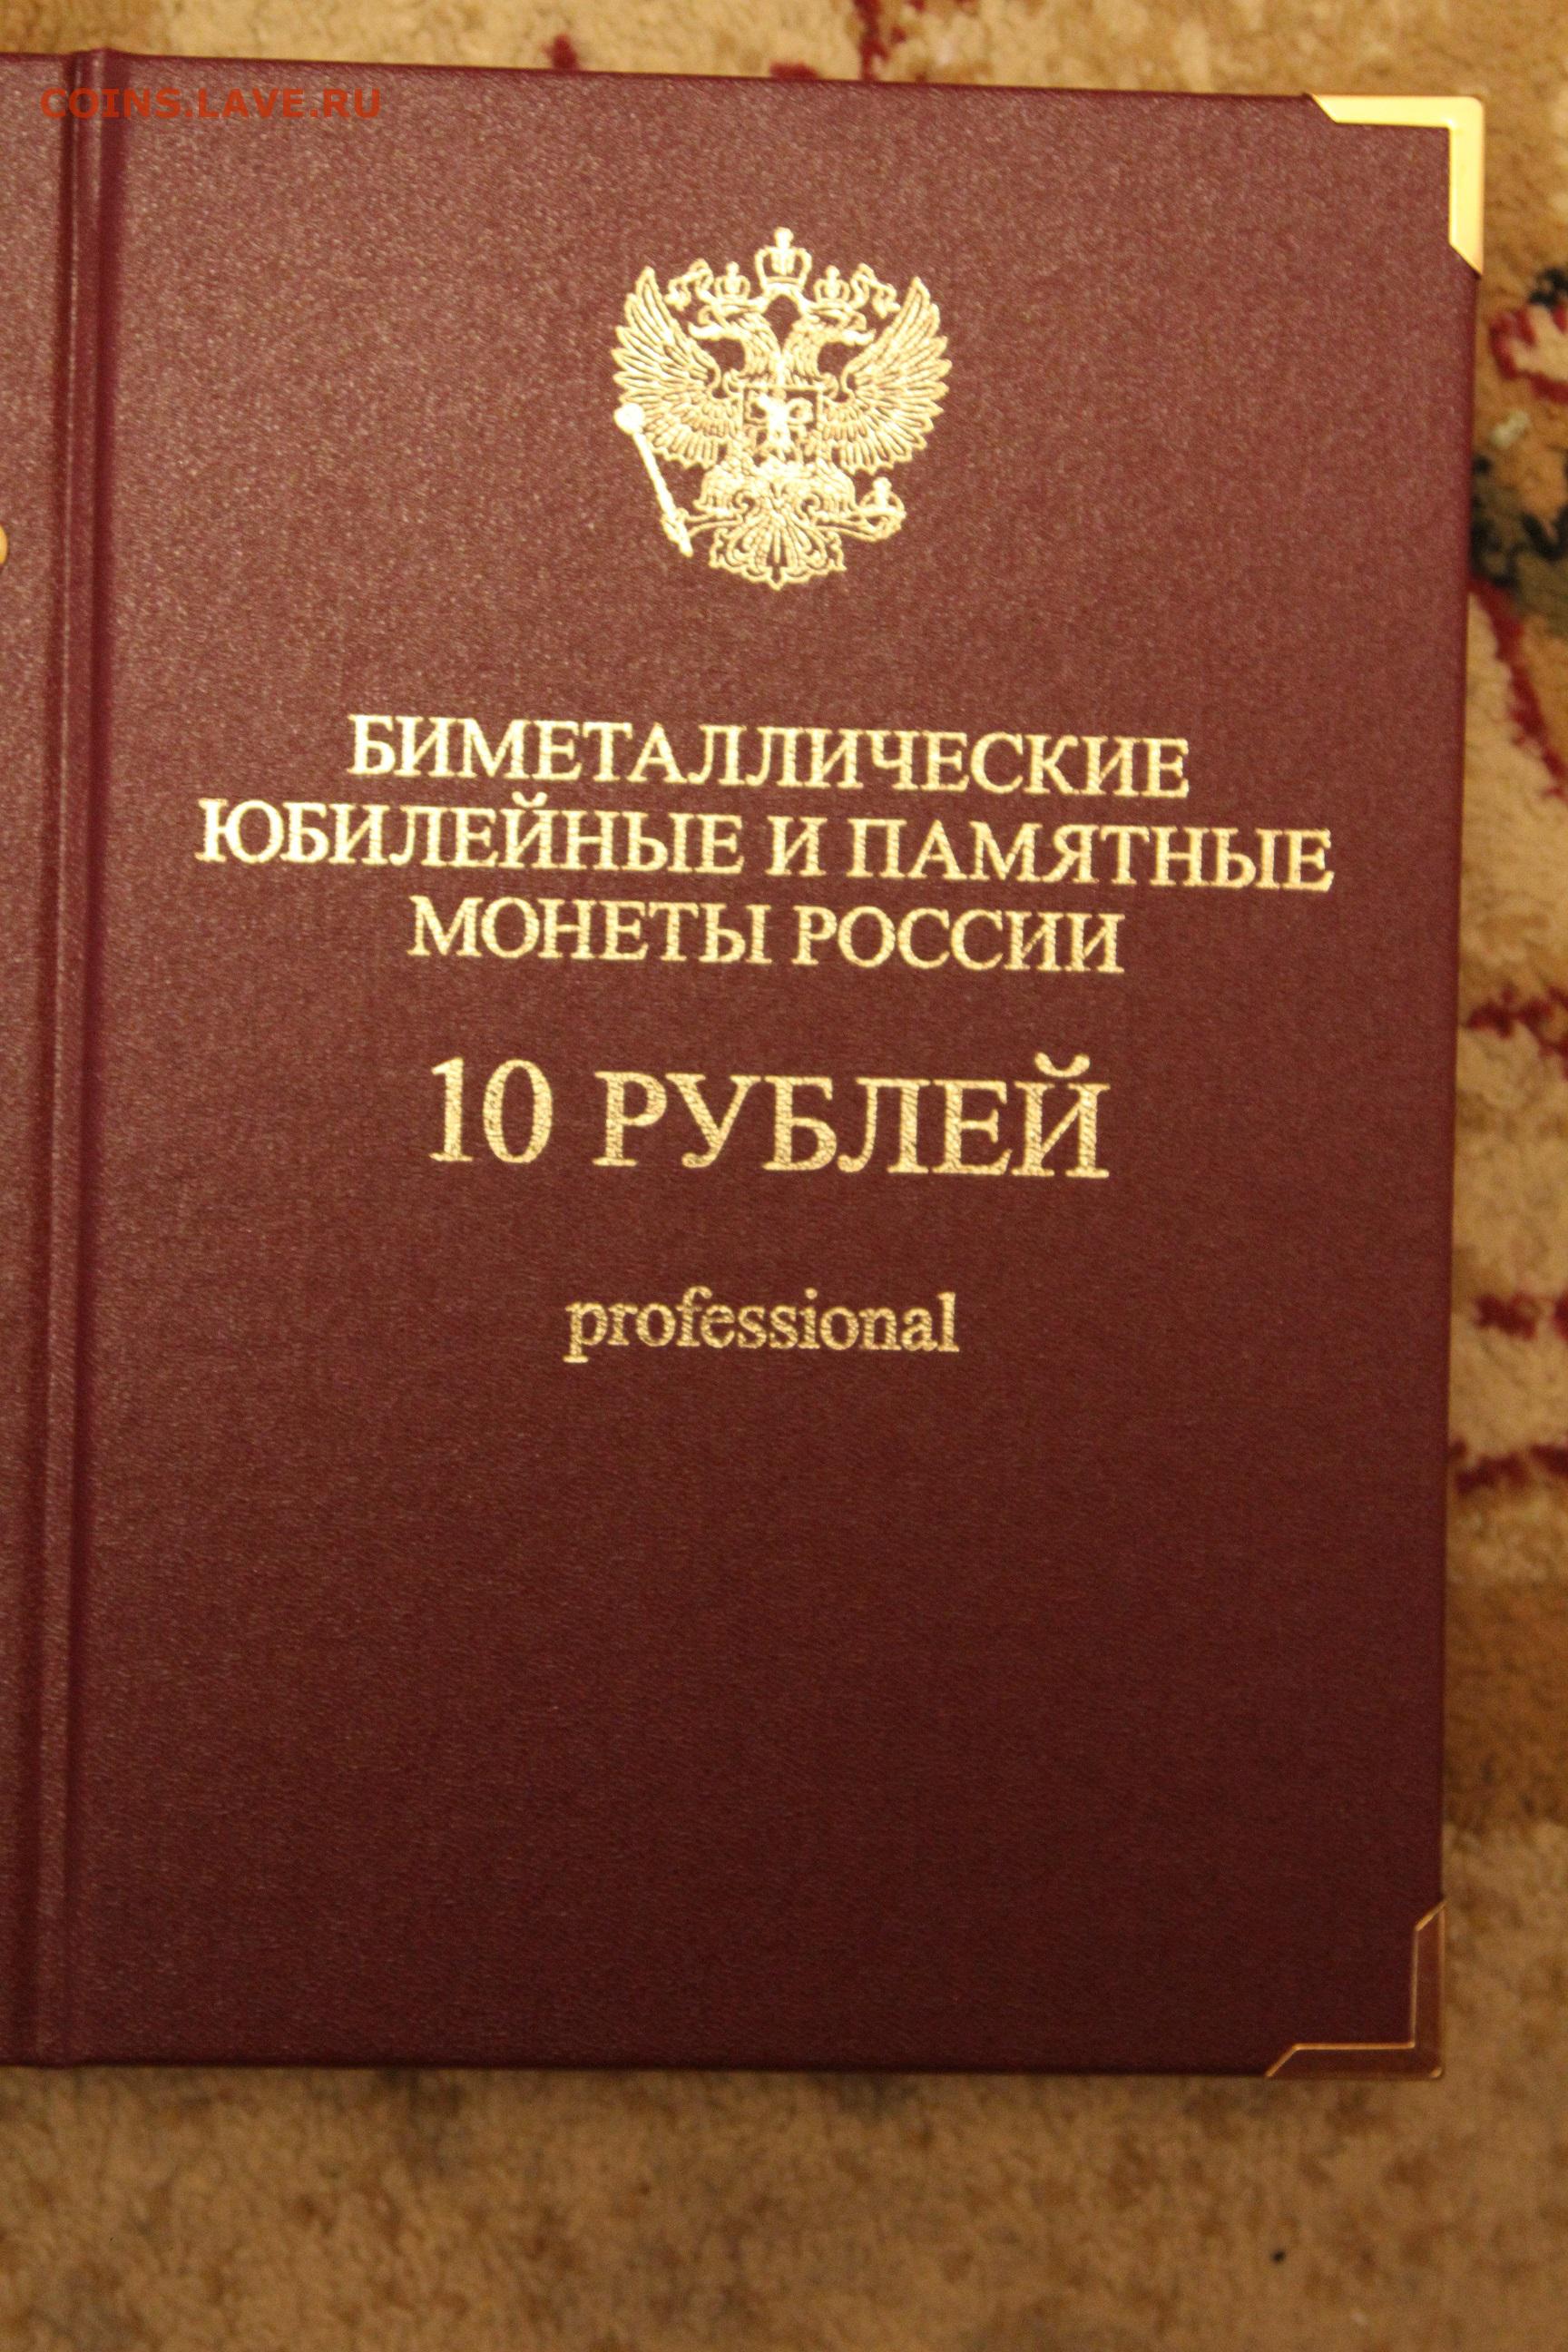 COINS.LAVE.RU
БИМЕТАЛЛИЧЕСКИЕ
ЮБИЛЕЙНЫЕ И ПАМЯТНЫЕ
МОНЕТЫ РОССИИ
10 РУБЛЕЙ
professional